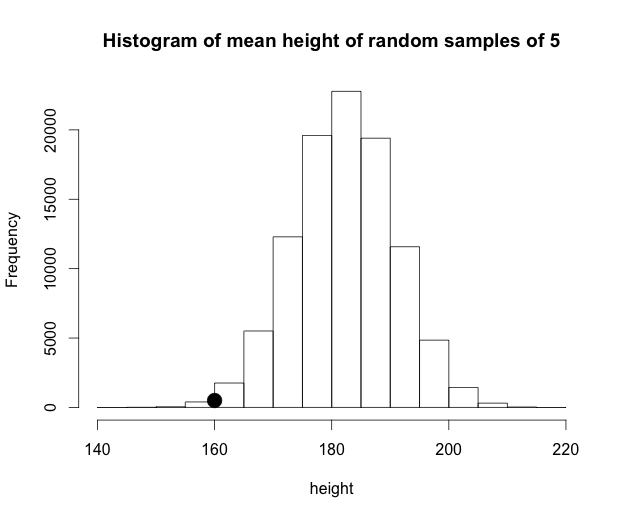 Histogram of mean height of random samples of 5
Frequency
20000
15000
10000
5000
0
140 160 180 200 220
height